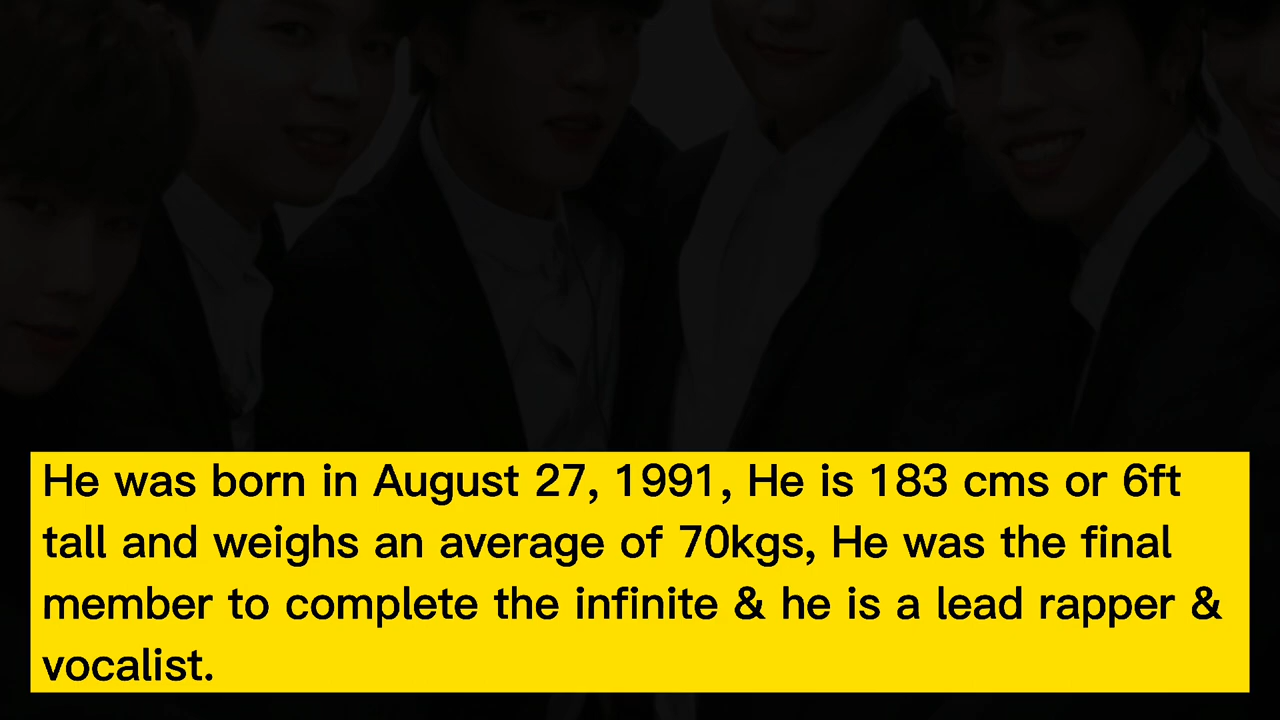 He was born in August 27, 1991, He is 183 cms or 6ft
tall and weighs an average of 70kgs, He was the final
member to complete the infinite & he is a lead rapper &
vocalist.